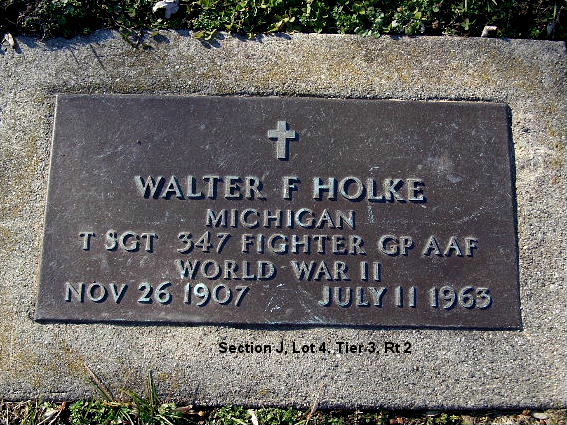 WALTER F HOLKE
MICHIGAN
T SGT 347 FIGHTER GP AAF
WORLD WAR II
NOV 26 1907 JULY 11 1963
Section J, Lot 4, Tier 3, Rt 2